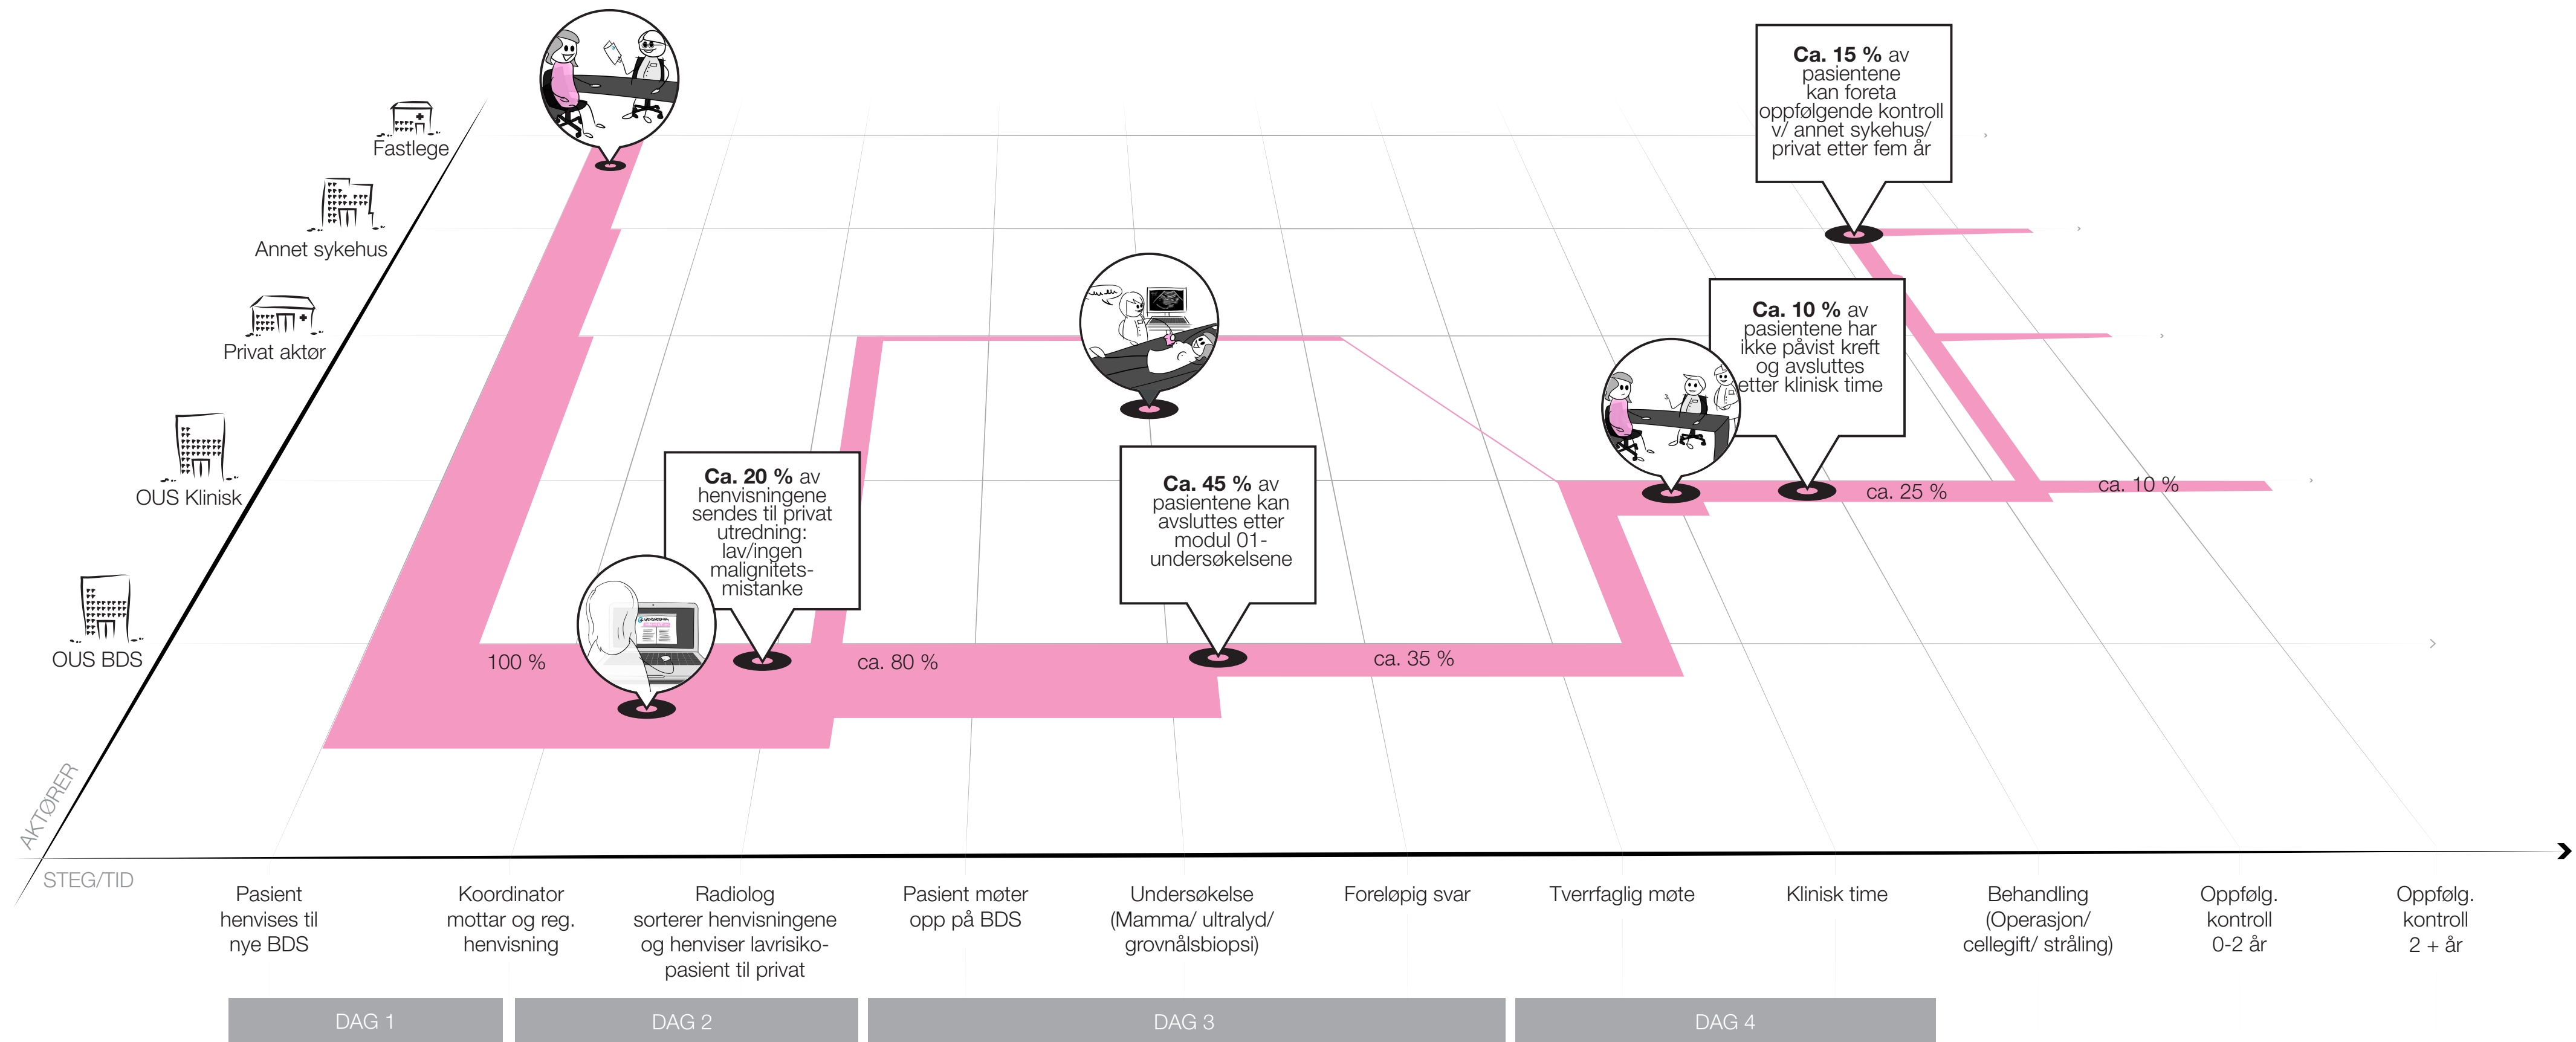 Ca. 15 % av
pasientene
kan foreta
oppfølgende kontroll
v/ annet sykehus/
privat etter fem år
Fastlege
Annet sykehus
Privat aktør
OUS Klinisk
OUS BDS
Ca. 10 % av
pasientene har
ikke påvist kreft
og avsluttes
etter klinisk time
Ca. 20 % av
henvisningene
sendes til privat
utredning:
lav/ingen
malignitets-
mistanke
Ca. 45 % av
pasientene kan
avsluttes etter
modul 01-
undersøkelsene
ca. 25 %
ca. 10 %
100 %
ca. 80 %
ca. 35 %
AKTØRER
STEG/TID
Pasient
henvises til
nye BDS
Koordinator
mottar og reg.
henvisning
Radiolog
sorterer henvisningene
og henviser lavrisiko-
pasient til privat
Pasient møter
opp på BDS
Undersøkelse
(Mamma/ ultralyd/
grovnålsbiopsi)
Foreløpig svar
Tverrfaglig møte
Klinisk time
Behandling
(Operasjon/
cellegift/ stråling)
Oppfølg.
kontroll
0-2 år
Oppfølg.
kontroll
2 + år
DAG 1
DAG 2
DAG 3
DAG 4